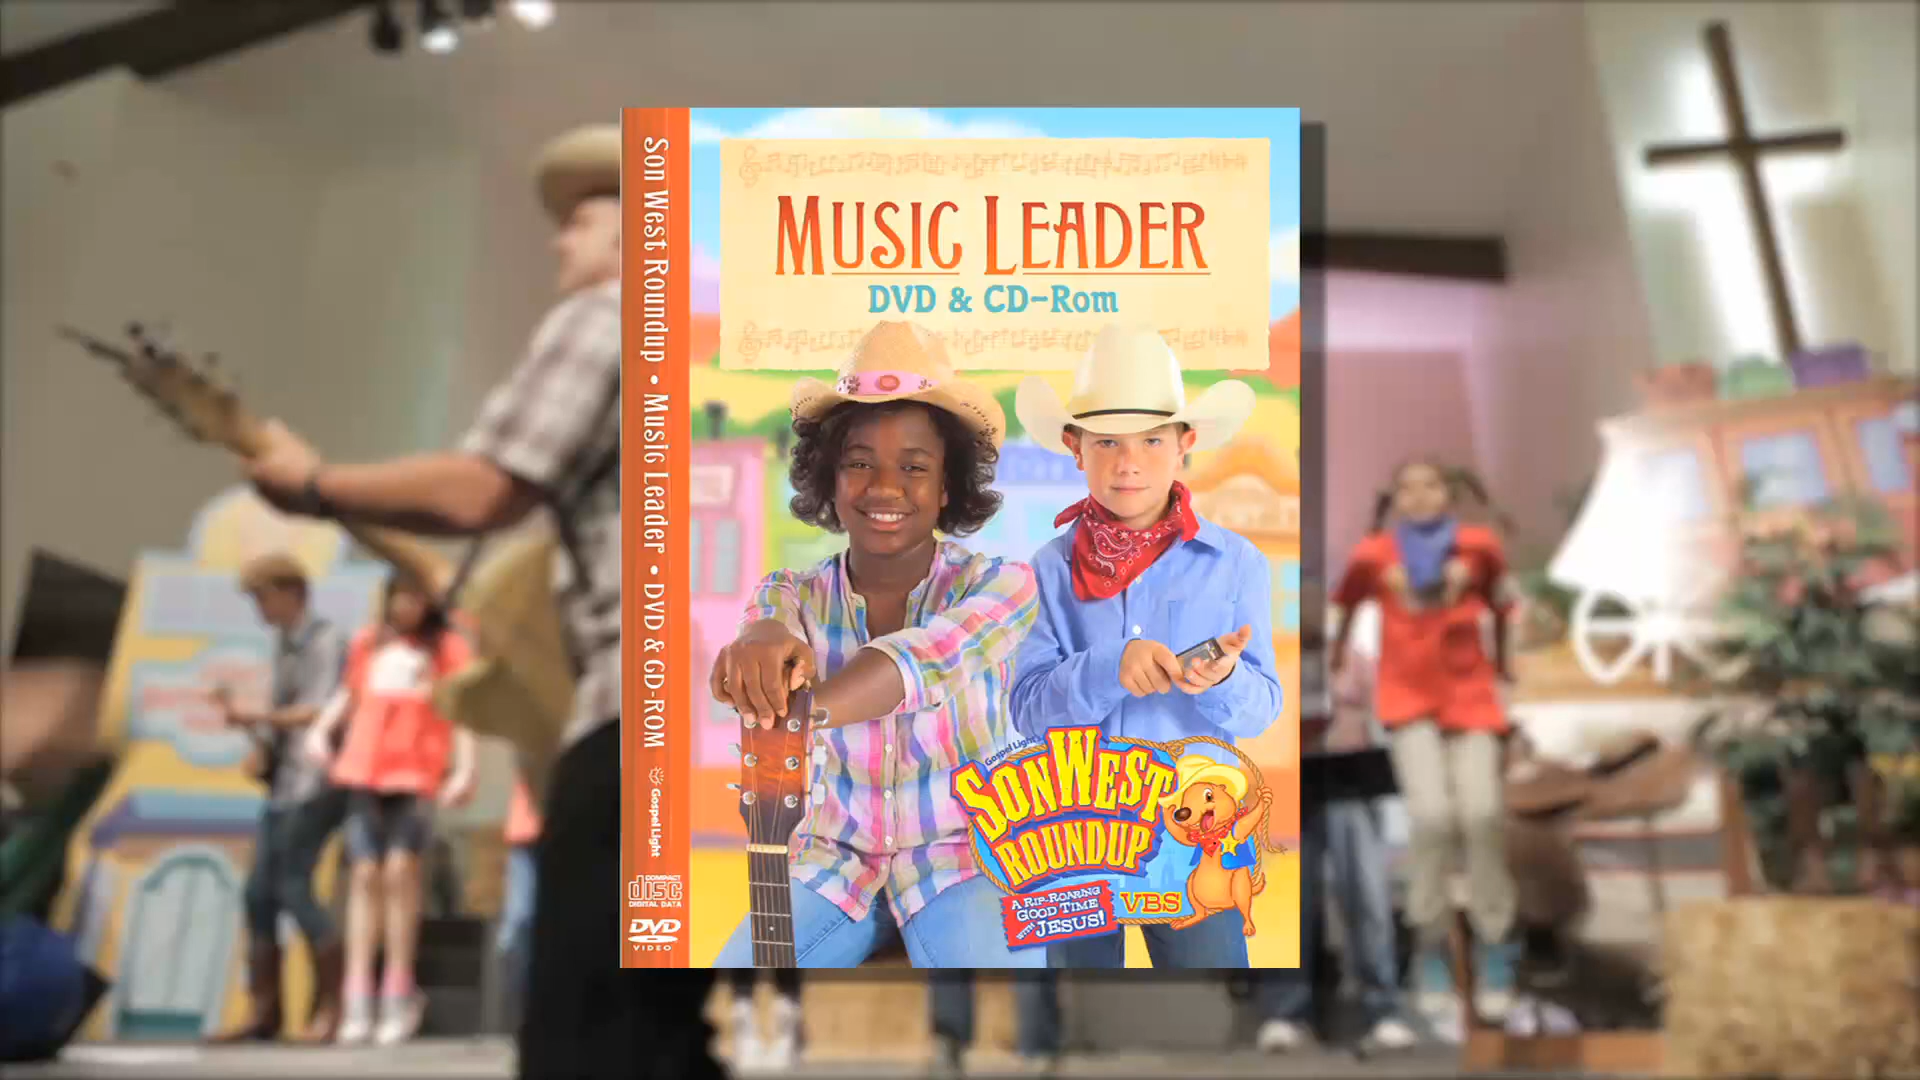 Son West Roundup • Music Leader • DVD & CD-ROM
Gospel Light
COMPACT
disc
DIGITAL DATA
DVD
VIDEO
MUSIC LEADER
DVD & CD-Rom
Gospel Light's
SONWEST
ROUNDUP
A RIP-ROARING
GOOD TIME
WITH JESUS!
VBS